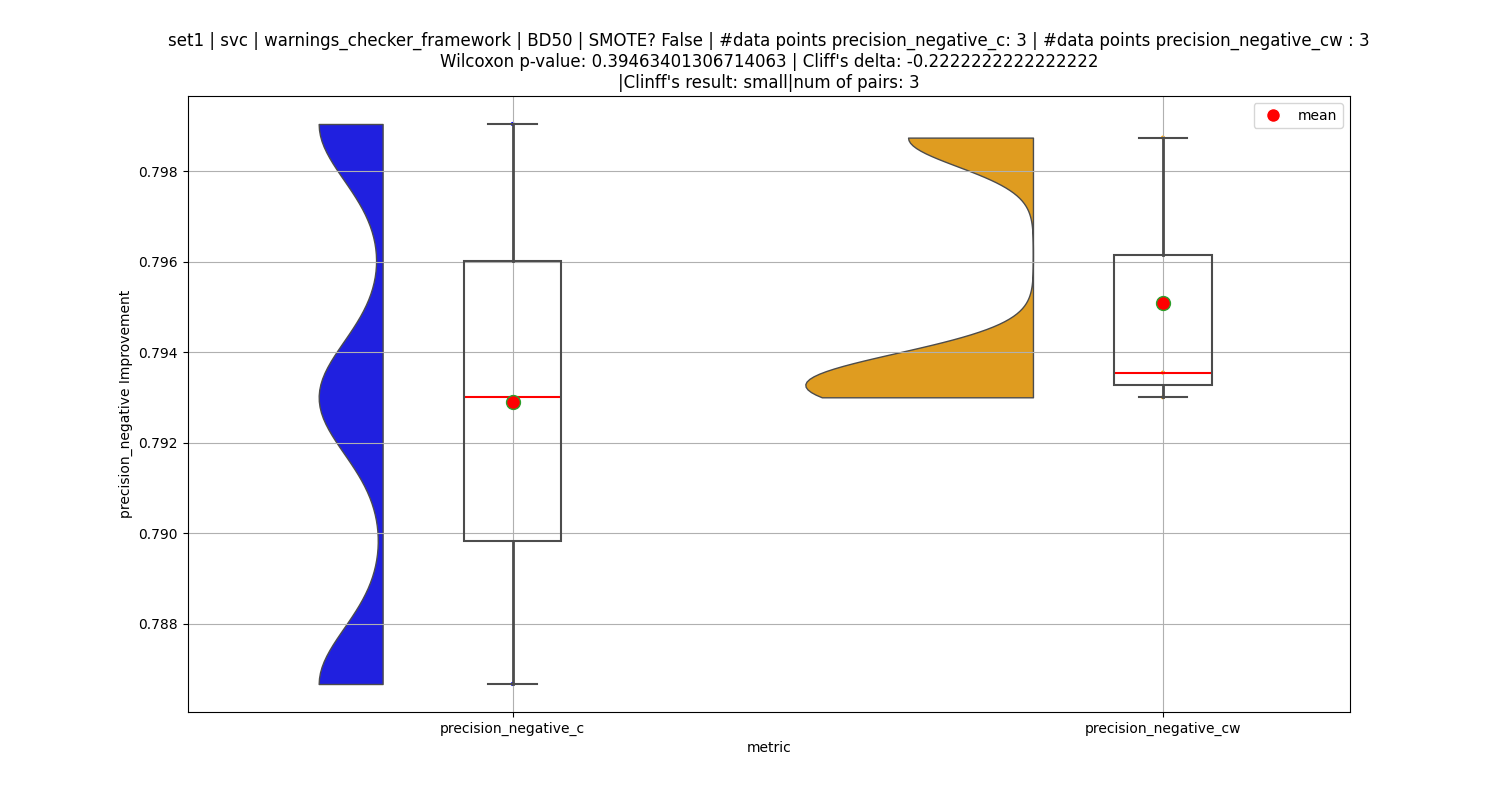 set1 | svc | warnings_checker_framework | BD50 | SMOTE? False | #data points precision_negative_c: 3 | #data points precision_negative_cw : 3
Wilcoxon p-value: 0.39463401306714063 | Cliff's delta: -0.2222222222222222
|Clinff's result: small|num of pairs: 3
mean
0.798
0.796
0.794
0.792
0.790
0.788
precision_negative Improvement
precision_negative_c
precision_negative_cw
metric